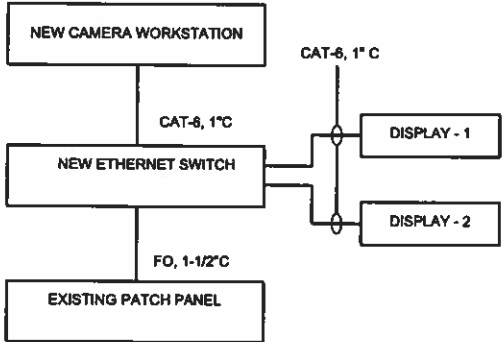 NEW CAMERA WORKSTATION
CAT-6, 1" C
CAT-6, 1"C
DISPLAY - 1
NEW ETHERNET SWITCH
DISPLAY - 2
FO, 1-1/2"C
EXISTING PATCH PANEL